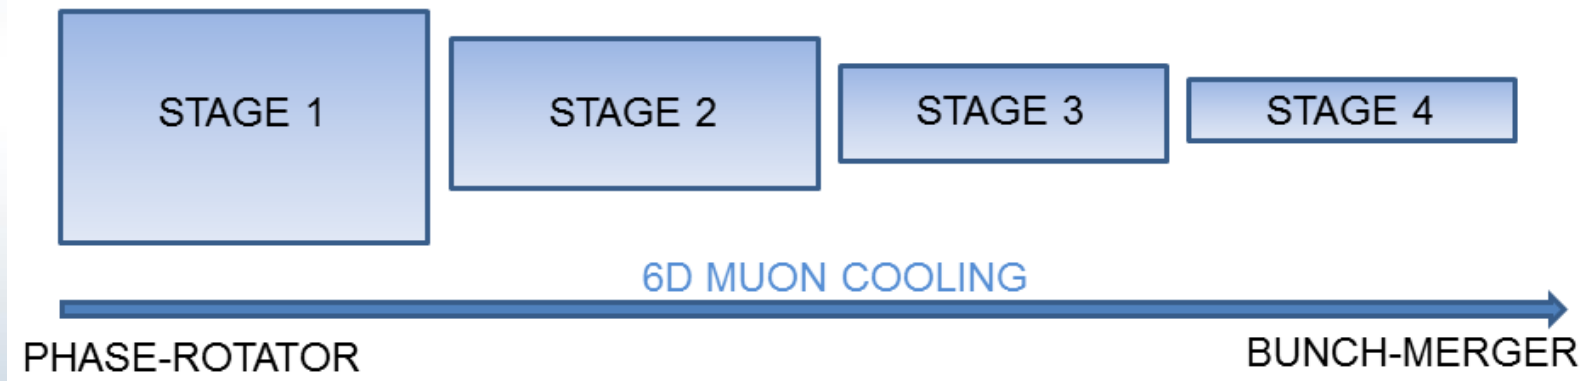 STAGE 1
STAGE 2
STAGE 3
STAGE 4
6D MUON COOLING
PHASE-ROTATOR
BUNCH-MERGER